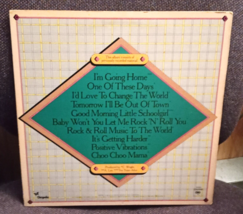 I'm Going Home
One Of These Days
I'd Love To Change The World
Tomorrow I'll Be Out Of Town
Good Morning Little Schoolgirl
Baby Won't You Let Me Rock 'N' Roll You
Rock & Roll Music To The World
It's Getting Harder
Positive Vibrations
Choo Choo Mama